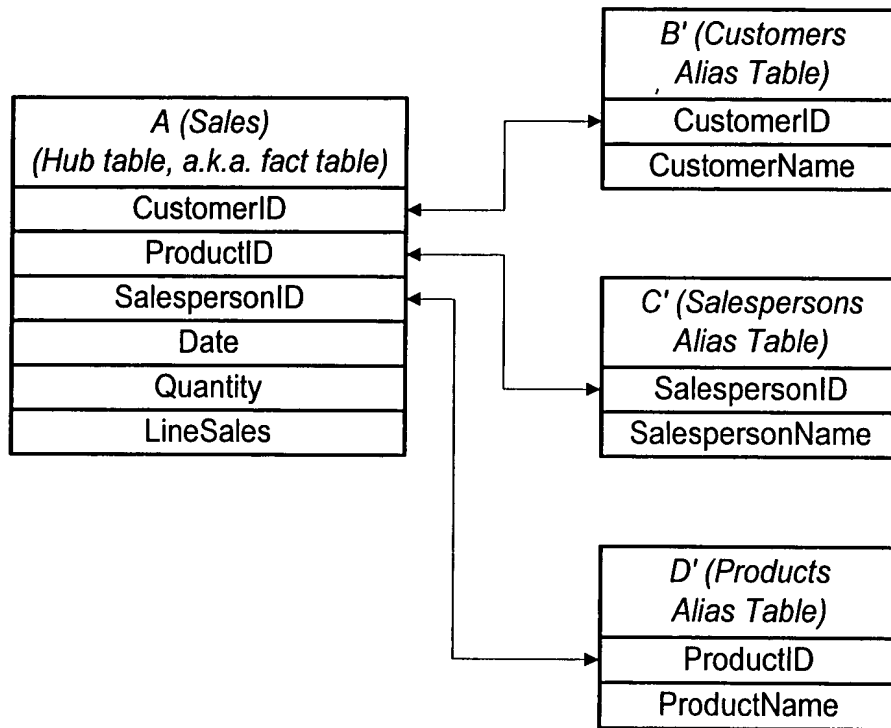 A (Sales)
(Hub table, a.k.a. fact table)
CustomerID
ProductID
SalespersonID
Date
Quantity
LineSales
B' (Customers
Alias Table)
CustomerID
CustomerName
C' (Salespersons
Alias Table)
SalespersonID
SalespersonName
D' (Products
Alias Table)
ProductID
ProductName